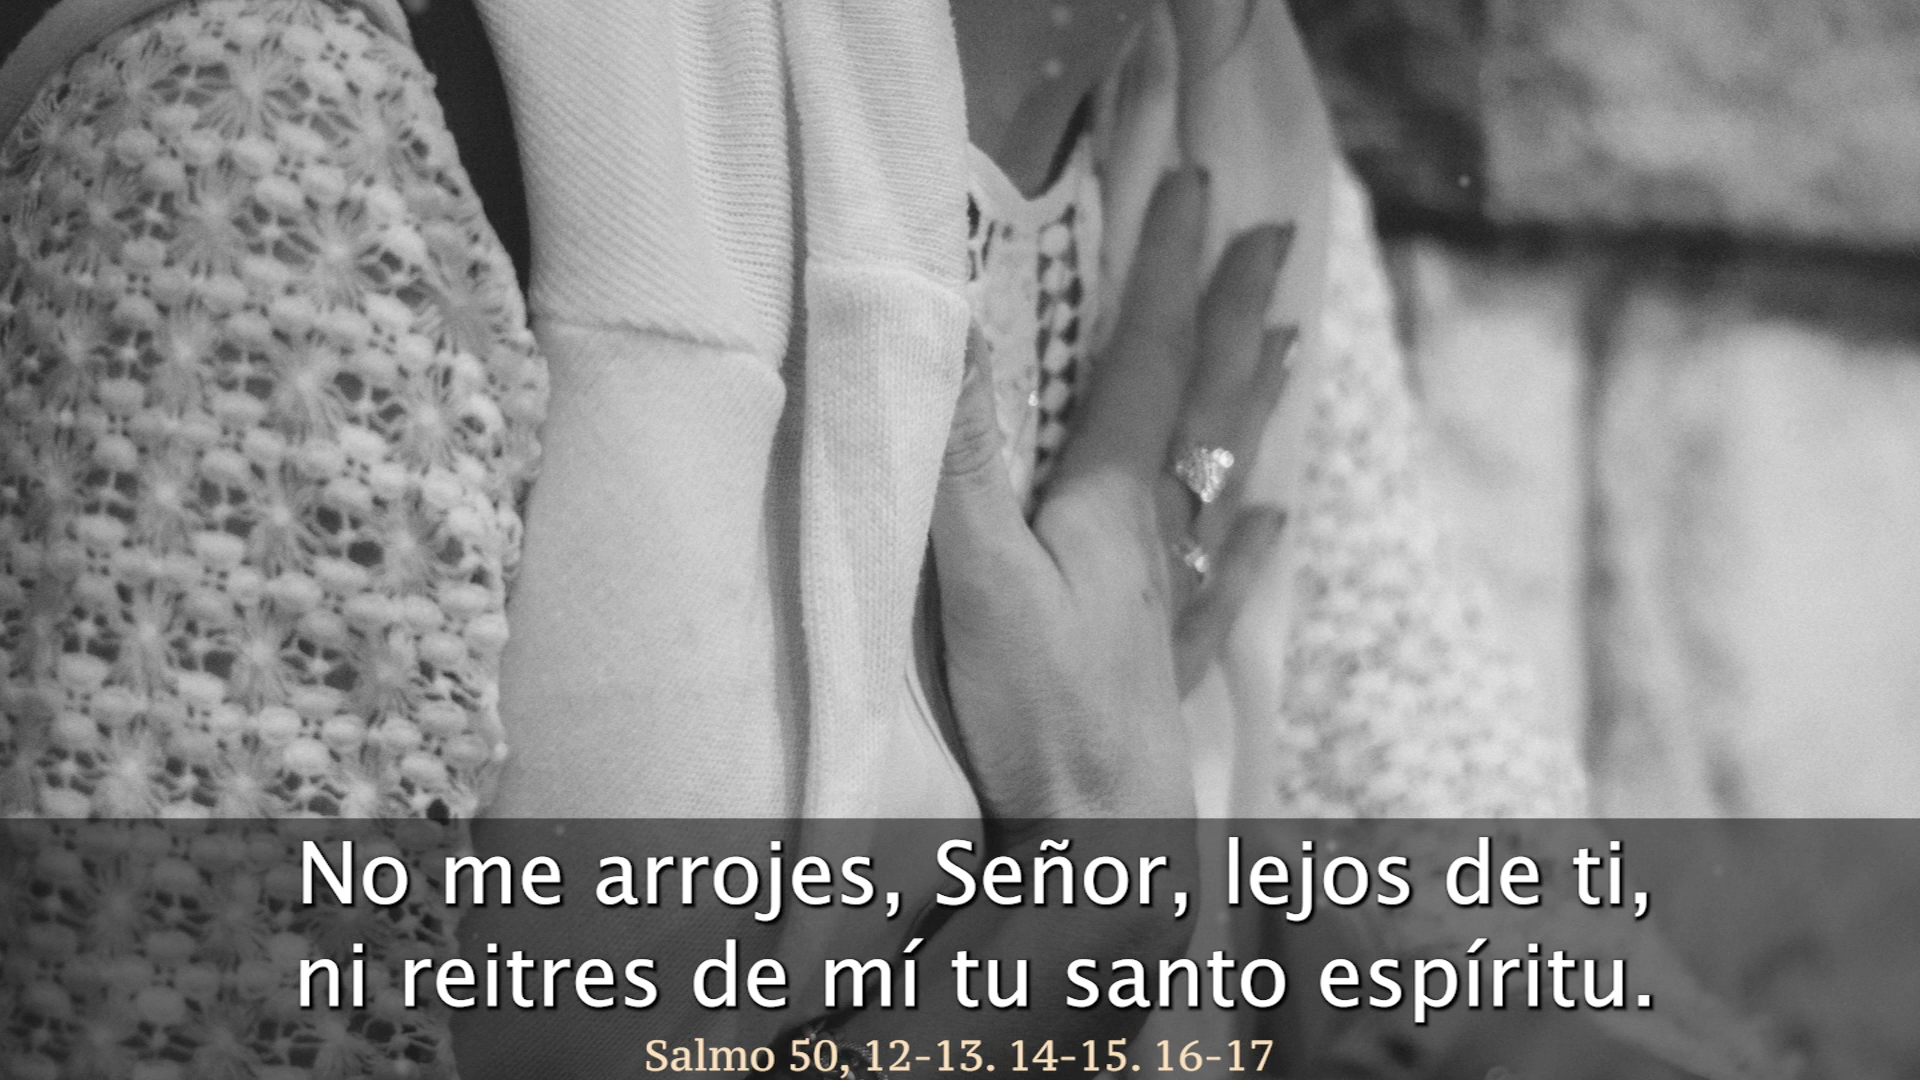 No me arrojes, Señor, lejos de ti,
ni reitres de mí tu santo espíritu.
Salmo 50, 12-13. 14-15. 16-17